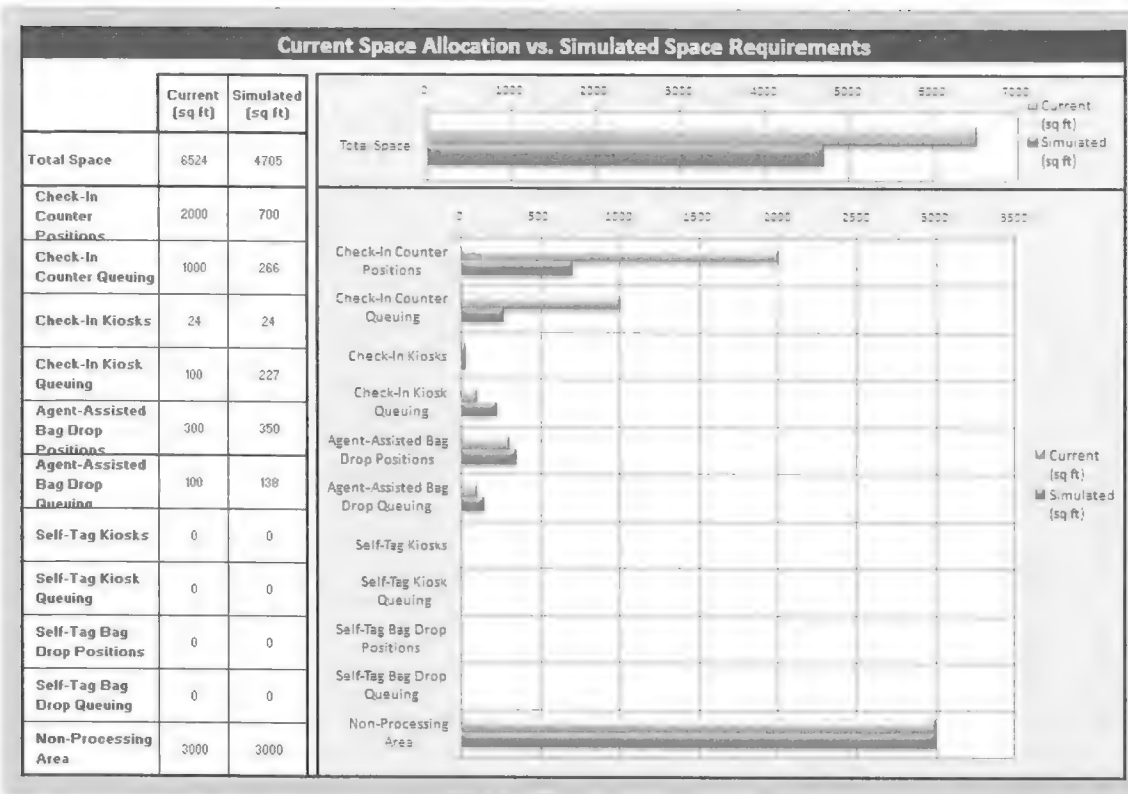 Current Space Allocation vs. Simulated Space Requirements
Current
(sq ft)
Simulated
(sq ft)
Total Space
6524
4705
Check-In
Counter
Positions
2000
700
Check-In
Counter Queuing
1000
266
Check-In Kiosks
24
24
Check-In Kiosk
Queuing
100
227
Agent-Assisted
Bag Drop
Positions
300
350
Agent-Assisted
Bag Drop
Queuing
100
138
Self-Tag Kiosks
0
0
Self-Tag Kiosk
Queuing
0
0
Self-Tag Bag
Drop Positions
0
0
Self-Tag Bag
Drop Queuing
0
0
Non-Processing
Area
3000
3000
0 1000 2000 3000 4000 5000 6000 7000
Total Space
Current
(sq ft)
Simulated
(sq ft)
0 500 1000 1500 2000 2500 3000 3500
Check-In Counter
Positions
Check-In Counter
Queuing
Check-In Kiosks
Check-In Kiosk
Queuing
Agent-Assisted Bag
Drop Positions
Agent-Assisted Bag
Drop Queuing
Self-Tag Kiosks
Self-Tag Kiosk
Queuing
Self-Tag Bag Drop
Positions
Self-Tag Bag Drop
Queuing
Non-Processing
Area
Current
(sq ft)
Simulated
(sq ft)